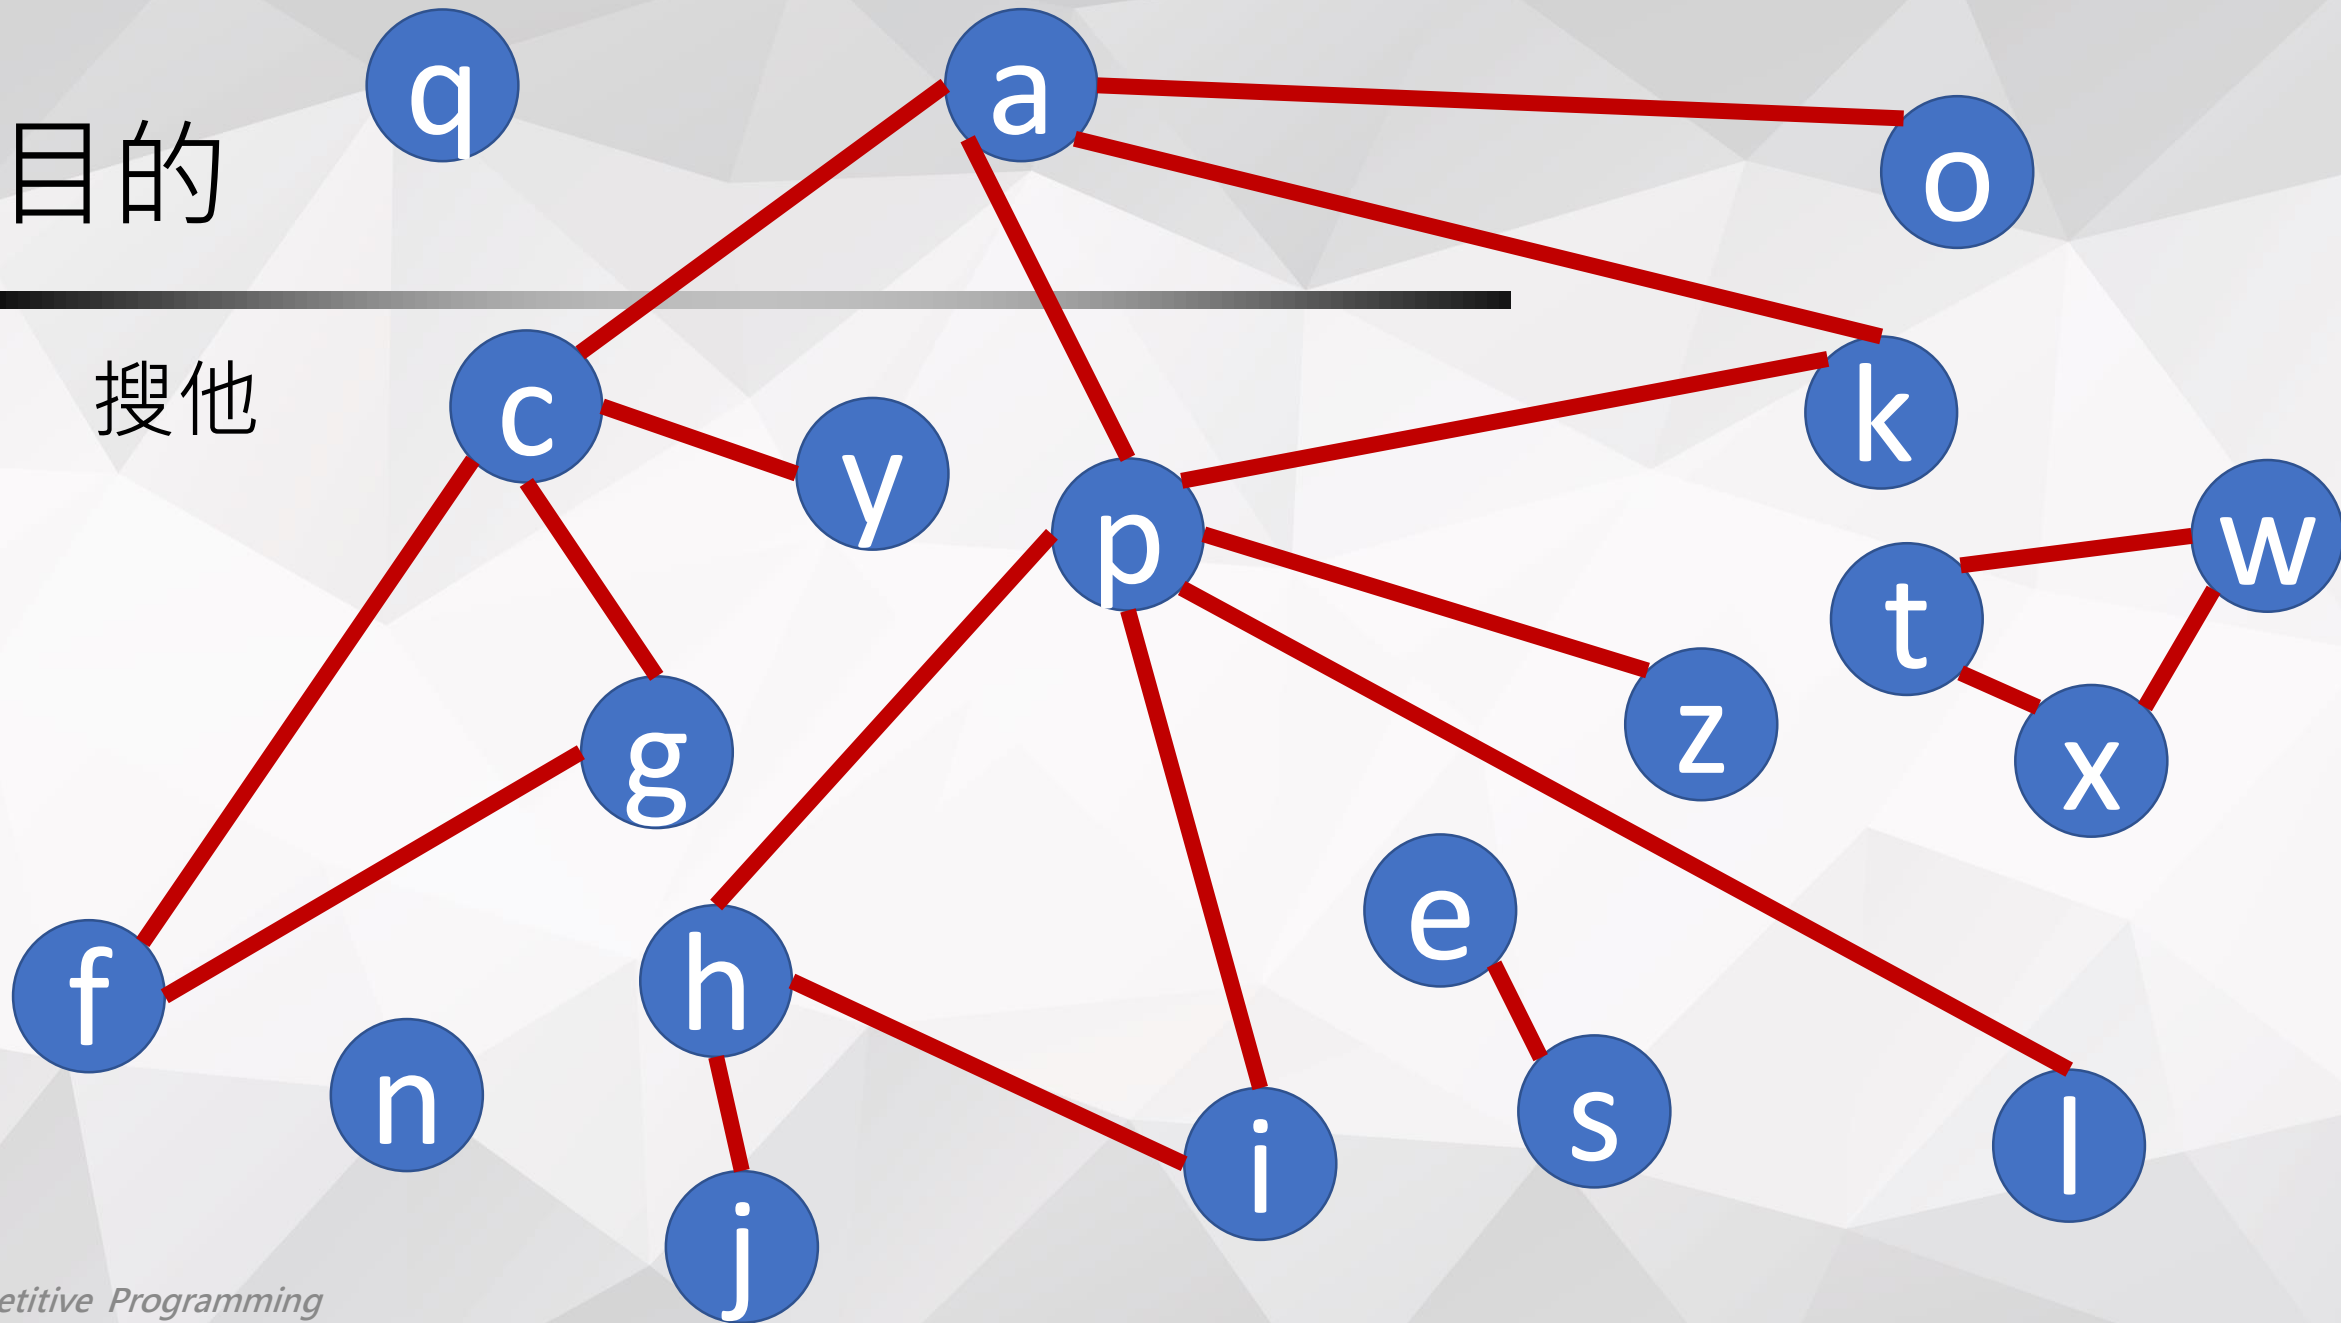 q
a
o
目的
c
搜他
y
k
p
w
t
z
x
g
e
f
h
n
s
l
i
j
etitive Programming